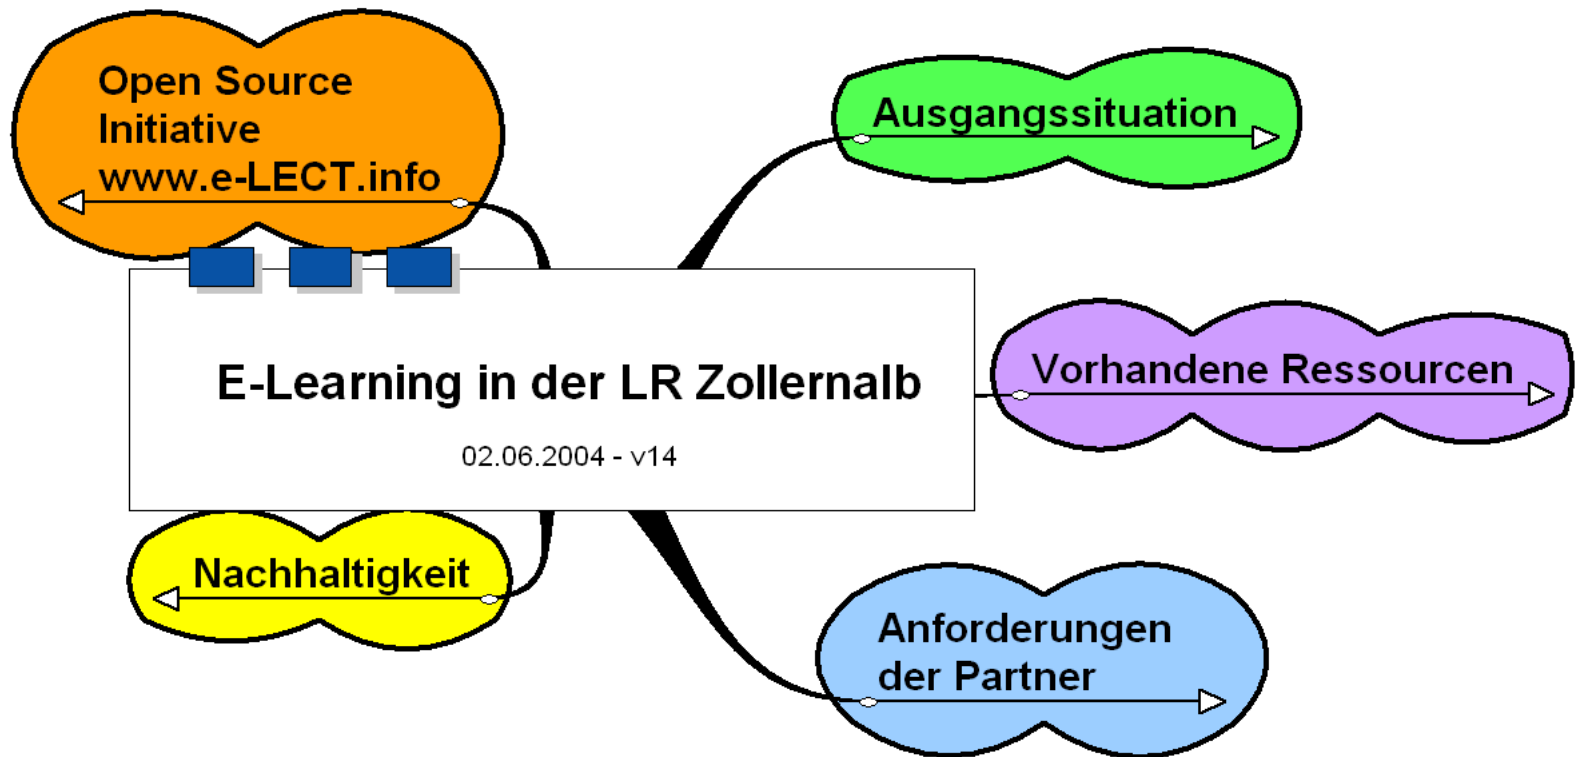 Open Source
Initiative
www.e-LECT.info
Ausgangssituation
Vorhandene Ressourcen
E-Learning in der LR Zollernalb
02.06.2004 - v14
Nachhaltigkeit
Anforderungen
der Partner